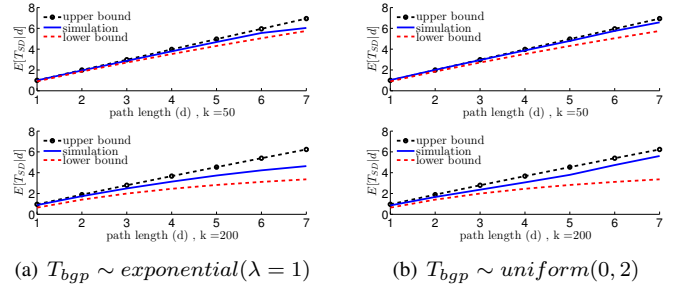 8
6
4
2
0
E[T_{SD}|d]
upper bound
simulation
lower bound
1 2 3 4 5 6 7
path length (d) , k =50
8
6
4
2
0
E[T_{SD}|d]
upper bound
simulation
lower bound
1 2 3 4 5 6 7
path length (d) , k =200
(a) T_{bgp} ∼ exponential(λ = 1)
8
6
4
2
0
E[T_{SD}|d]
upper bound
simulation
lower bound
1 2 3 4 5 6 7
path length (d) , k =50
8
6
4
2
0
E[T_{SD}|d]
upper bound
simulation
lower bound
1 2 3 4 5 6 7
path length (d) , k =200
(b) T_{bgp} ∼ uniform(0, 2)